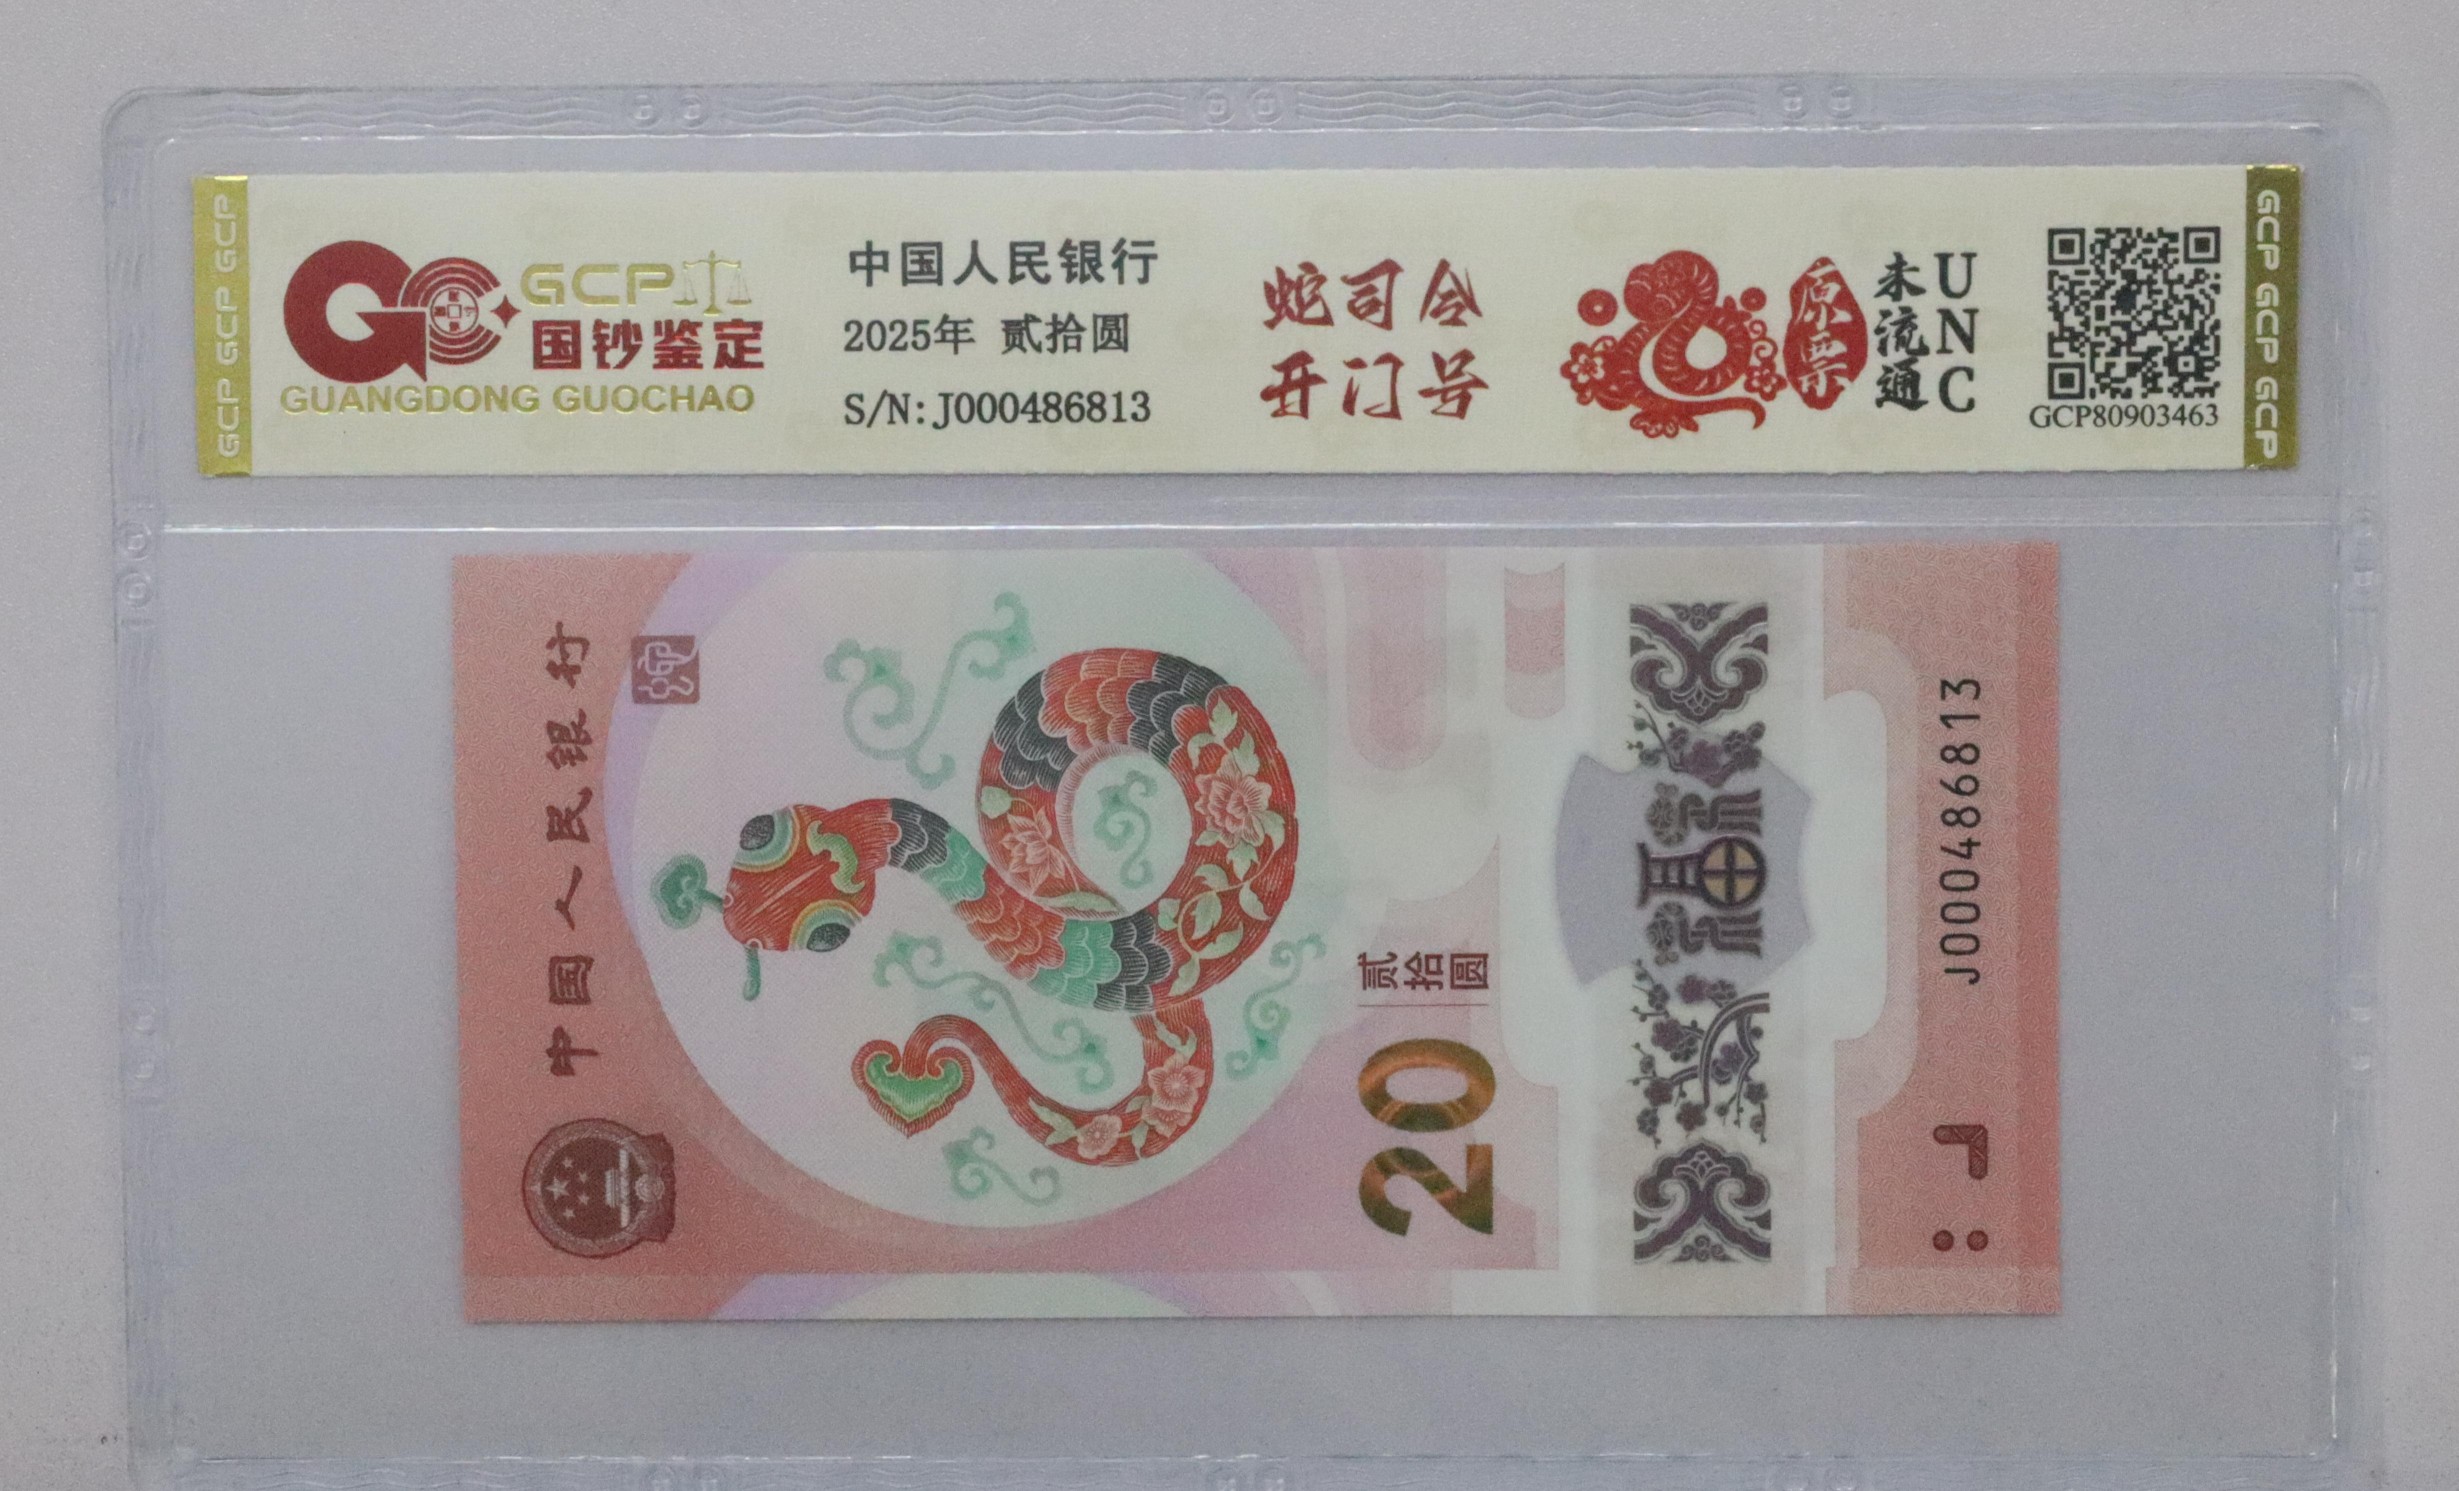 GCP GCP GCP
GCP
国钞鉴定
GUANGDONG GUOCHAO
中国人民银行
2025年 贰拾圆
S/N:J000486813
蛇司令
开门号
原票
未流通
UNC
GCP80903463
GCP GCP GCP
中国人民银行
20
贰拾圆
福
J000486813